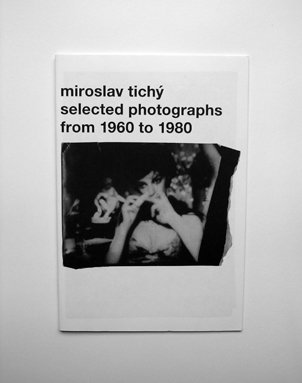 miroslav tichý
selected photographs
from 1960 to 1980